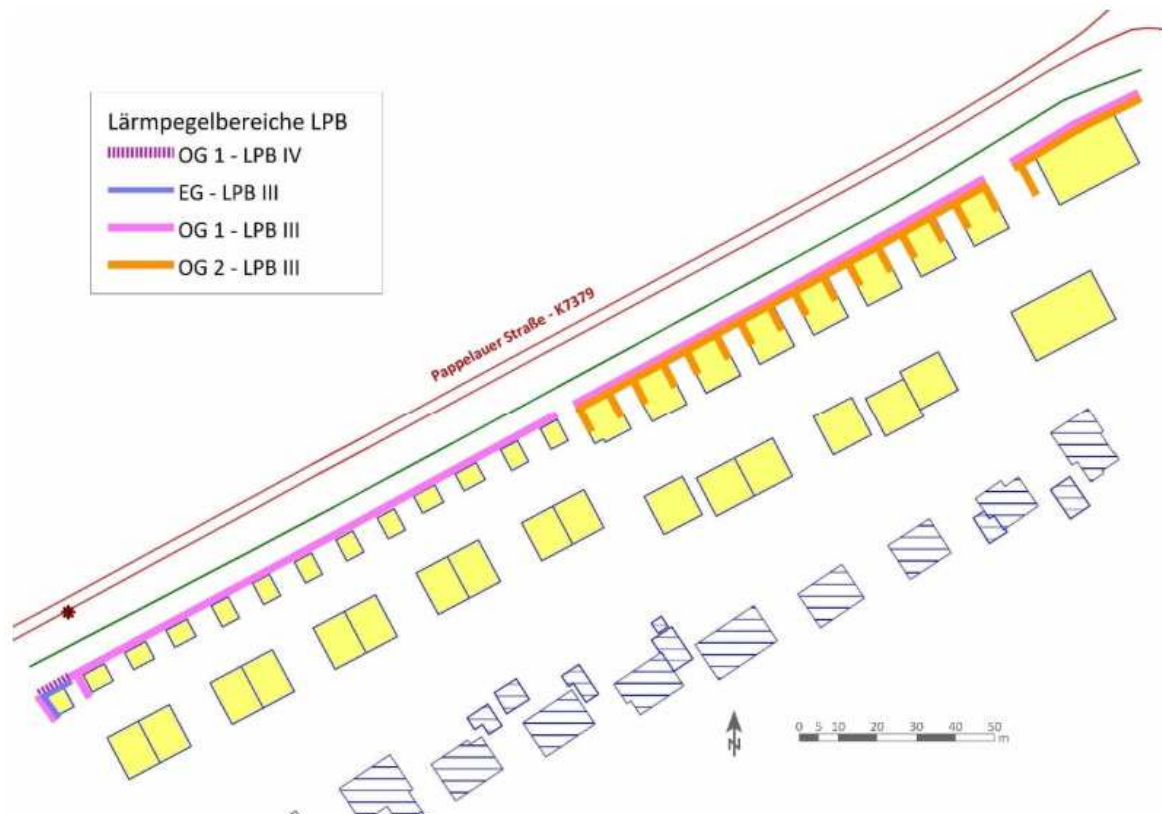 Lärmpegelbereiche LPB
OG 1 - LPB IV
EG - LPB III
OG 1 - LPB III
OG 2 - LPB III
Pappelauer Straße - K7379
N
0 5 10 20 30 40 50
m